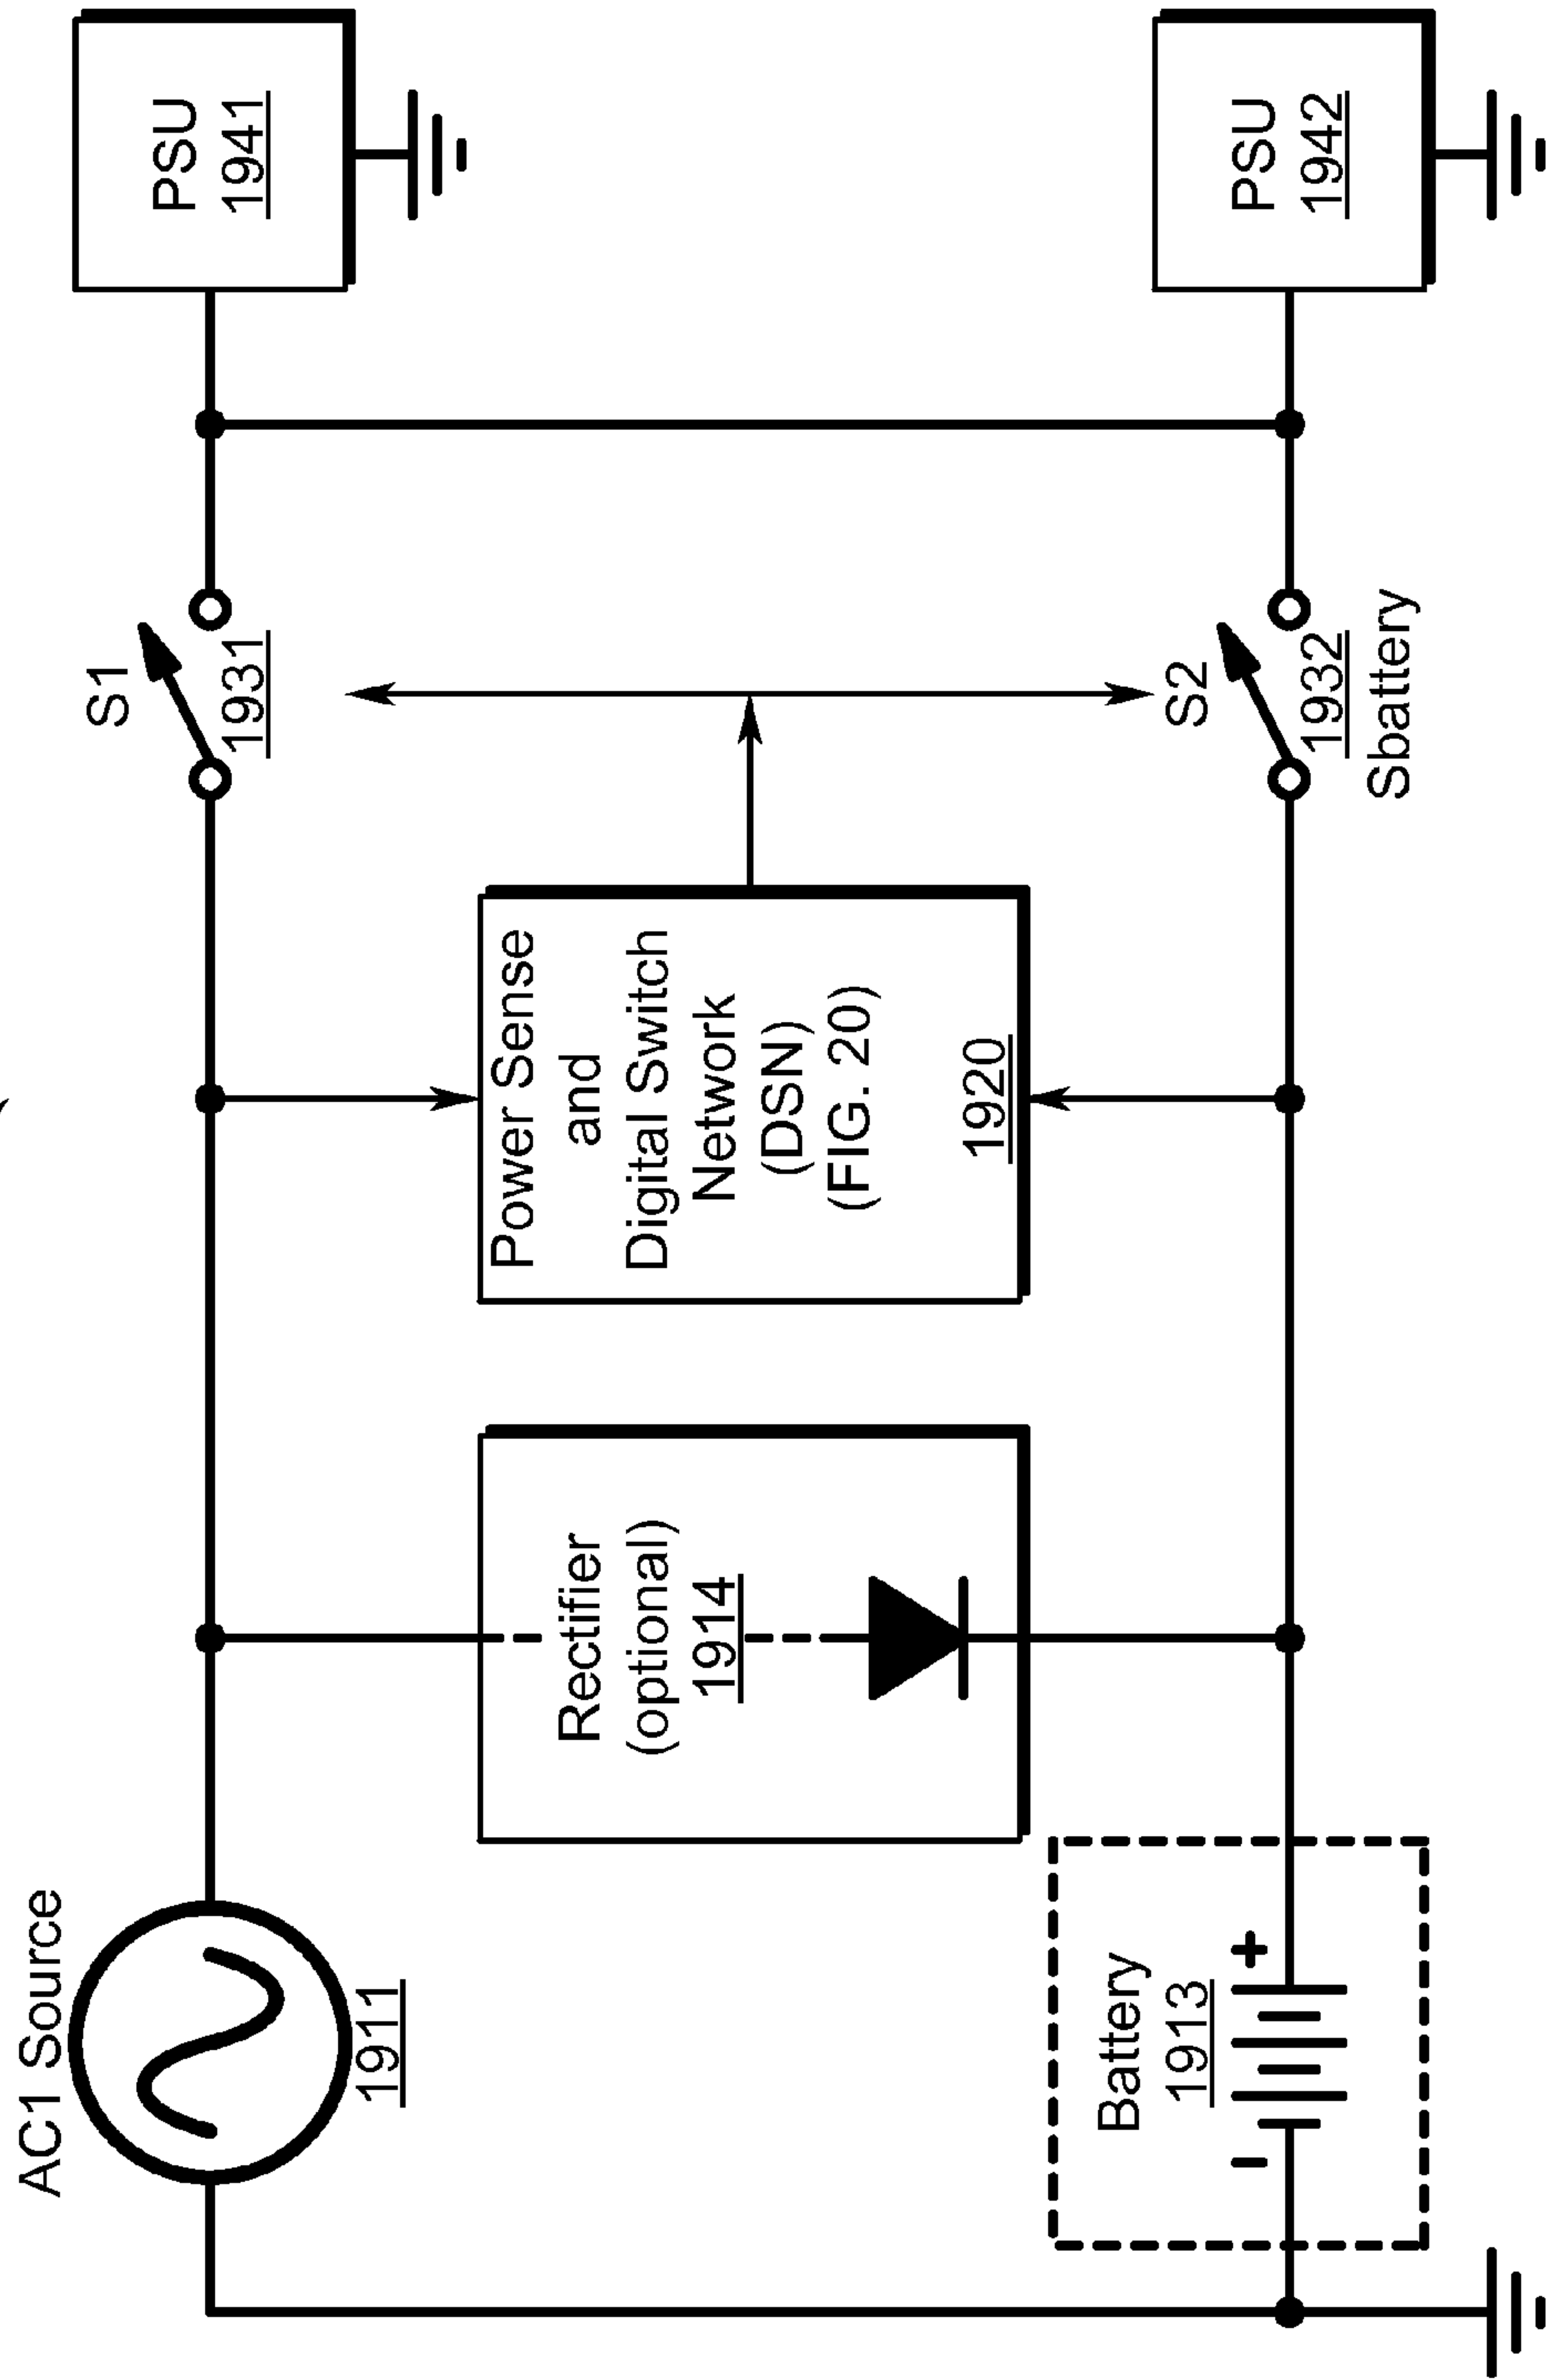 AC1 Source
1911
Rectifier
(optional)
1914
Power Sense
and
Digital Switch
Network
(DSN)
(FIG. 20)
1920
S1
1931
PSU
1941
Battery
1913
- +
S2
1932
Sbattery
PSU
1942